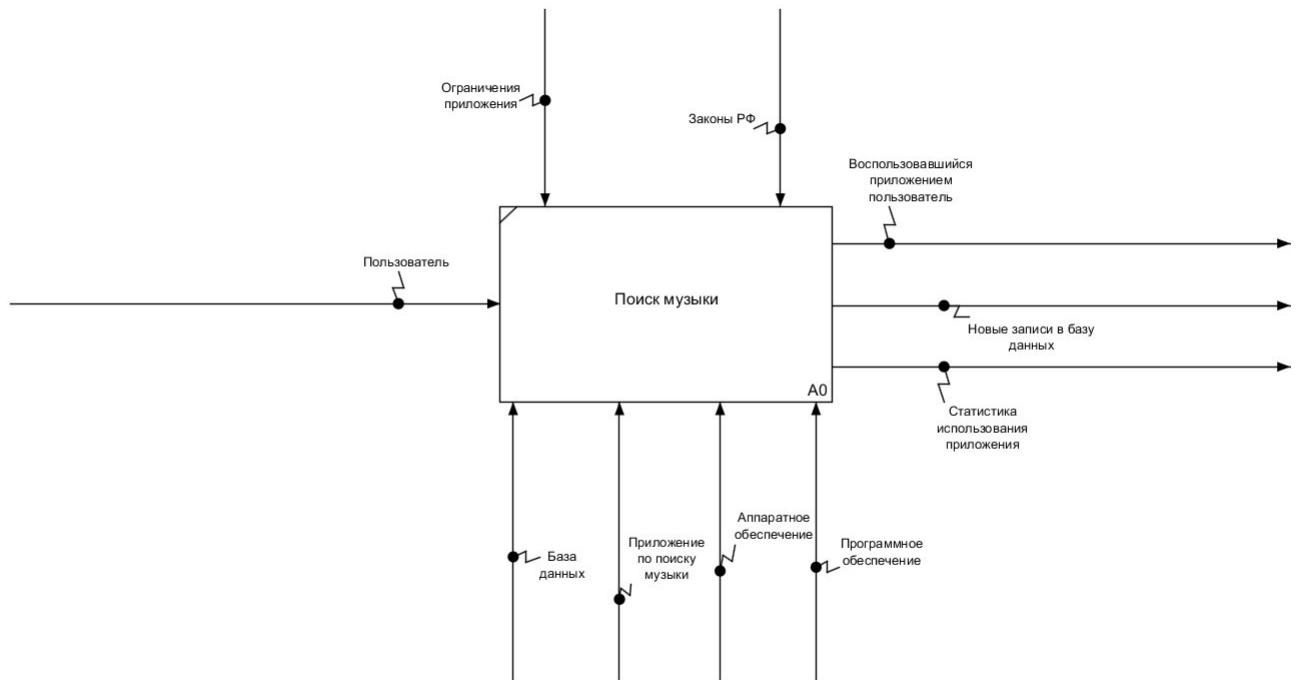 Ограничения
приложения
Законы РФ
Воспользовавшийся
приложением
пользователь
Пользователь
Поиск музыки
Новые записи в базу
данных
A0
Статистика
использования
приложения
База
данных
Приложение
по поиску
музыки
Аппаратное
обеспечение
Программное
обеспечение